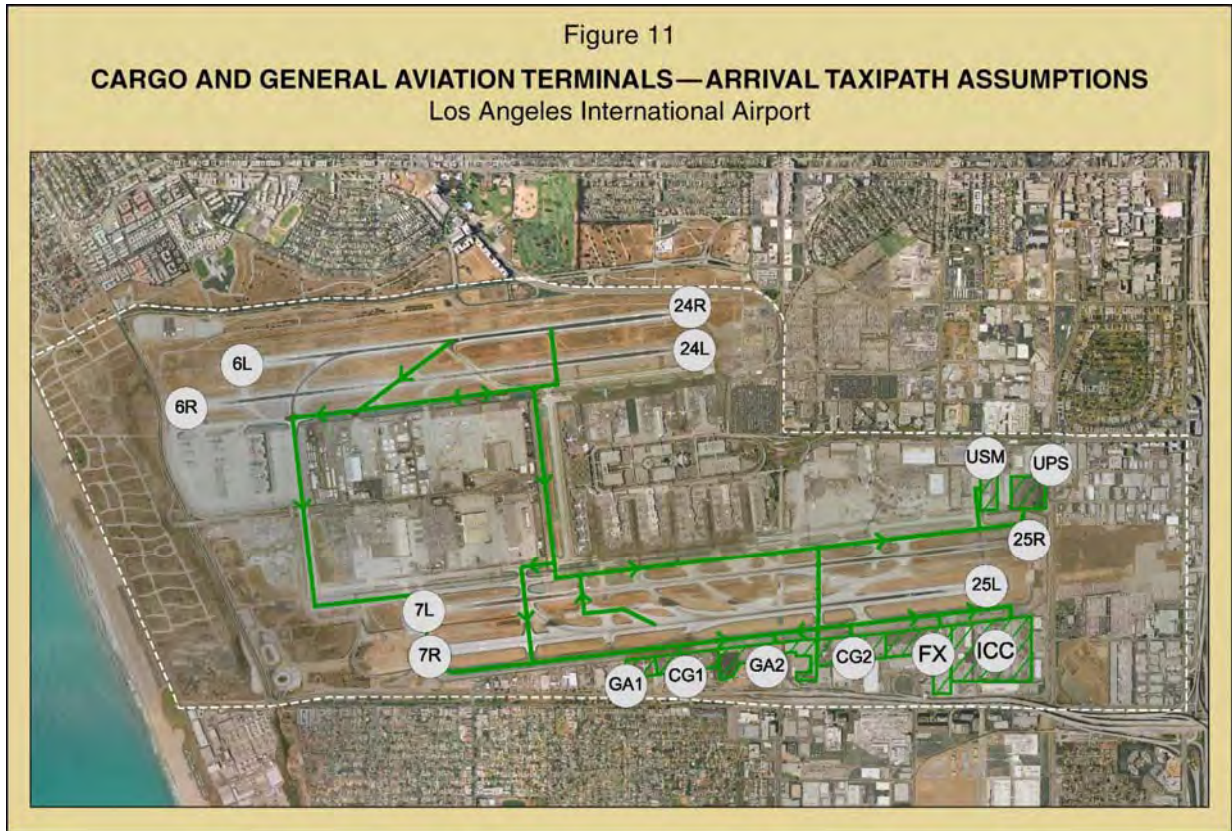 Figure 11
CARGO AND GENERAL AVIATION TERMINALS—ARRIVAL TAXIPATH ASSUMPTIONS
Los Angeles International Airport
24R
24L
6L
6R
USM
UPS
25R
25L
7L
7R
GA1
CG1
GA2
CG2
FX
ICC